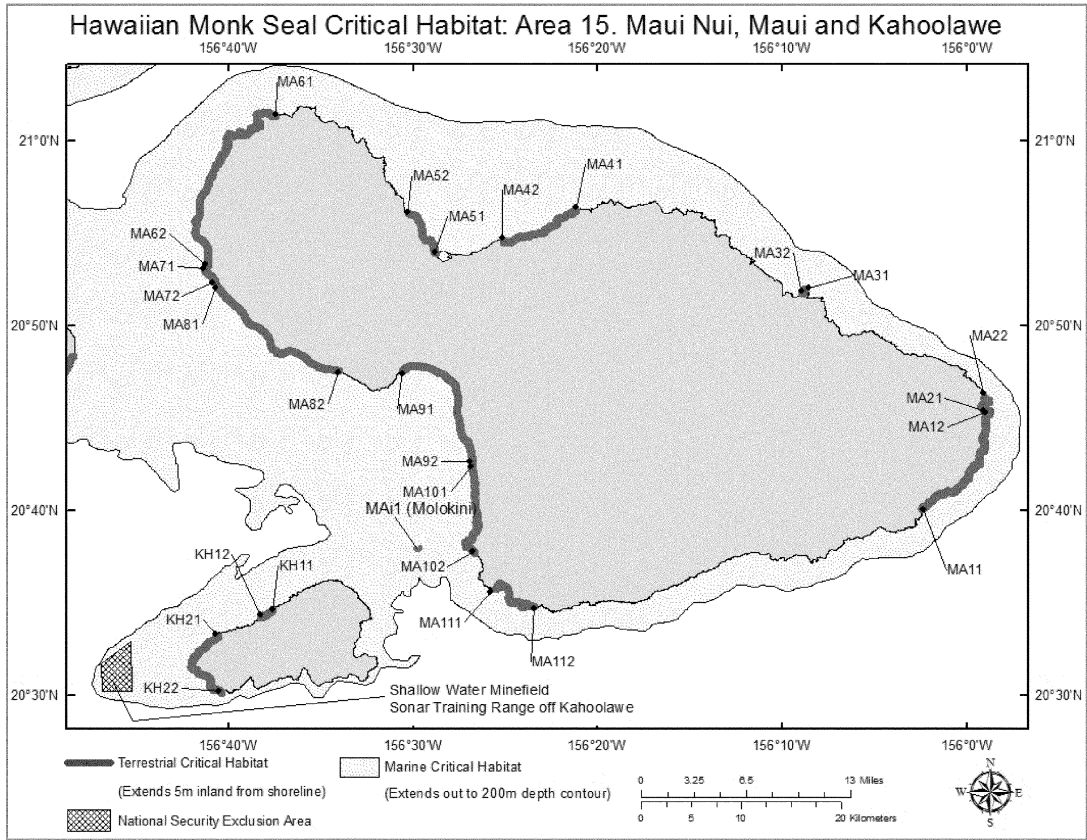 Hawaiian Monk Seal Critical Habitat: Area 15. Maui Nui, Maui and Kahoolawe
156°40'W 156°30'W 156°20'W 156°10'W 156°0'W
MA61
21°0'N 21°0'N
MA41
MA52
MA42
MA51
MA62
MA32
MA71
MA31
MA72
MA81
20°50'N 20°50'N
MA22
MA21
MA82
MA91
MA12
MA92
MA101
MAi1 (Molokini)
20°40'N 20°40'N
KH12
KH11
MA102
MA11
KH21
MA111
MA112
KH22
20°30'N 20°30'N
Shallow Water Minefield
Sonar Training Range off Kahoolawe
156°40'W 156°30'W 156°20'W 156°10'W 156°0'W
Terrestrial Critical Habitat
(Extends 5m inland from shoreline)
National Security Exclusion Area
Marine Critical Habitat
(Extends out to 200m depth contour)
0 3.25 6.5 13 Miles
0 5 10 20 Kilometers
N
W E
S